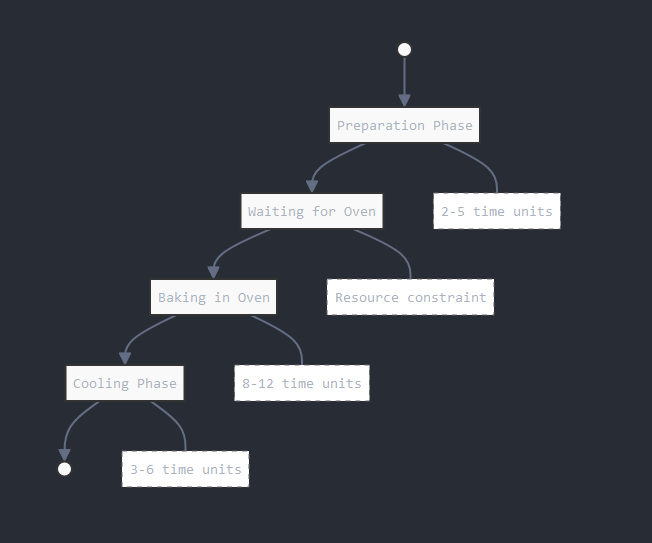 Preparation Phase
Waiting for Oven
2-5 time units
Baking in Oven
Resource constraint
Cooling Phase
8-12 time units
3-6 time units